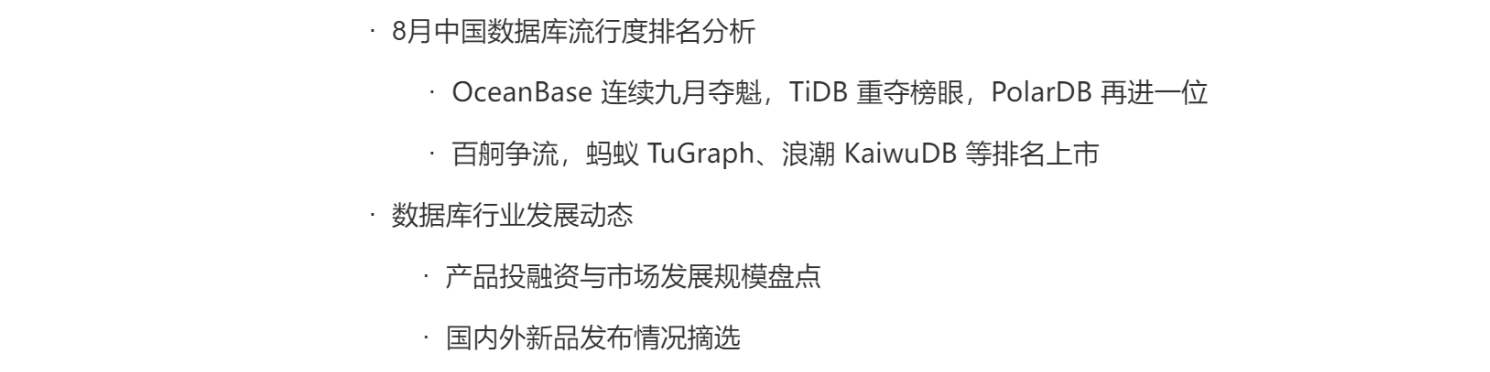 · 8月中国数据库流行度排名分析
· OceanBase 连续九月夺魁，TiDB 重夺榜眼，PolarDB 再进一位
· 百舸争流，蚂蚁 TuGraph、浪潮 KaiwuDB 等排名上市
· 数据库行业发展动态
· 产品投融资与市场发展规模盘点
· 国内外新品发布情况摘选